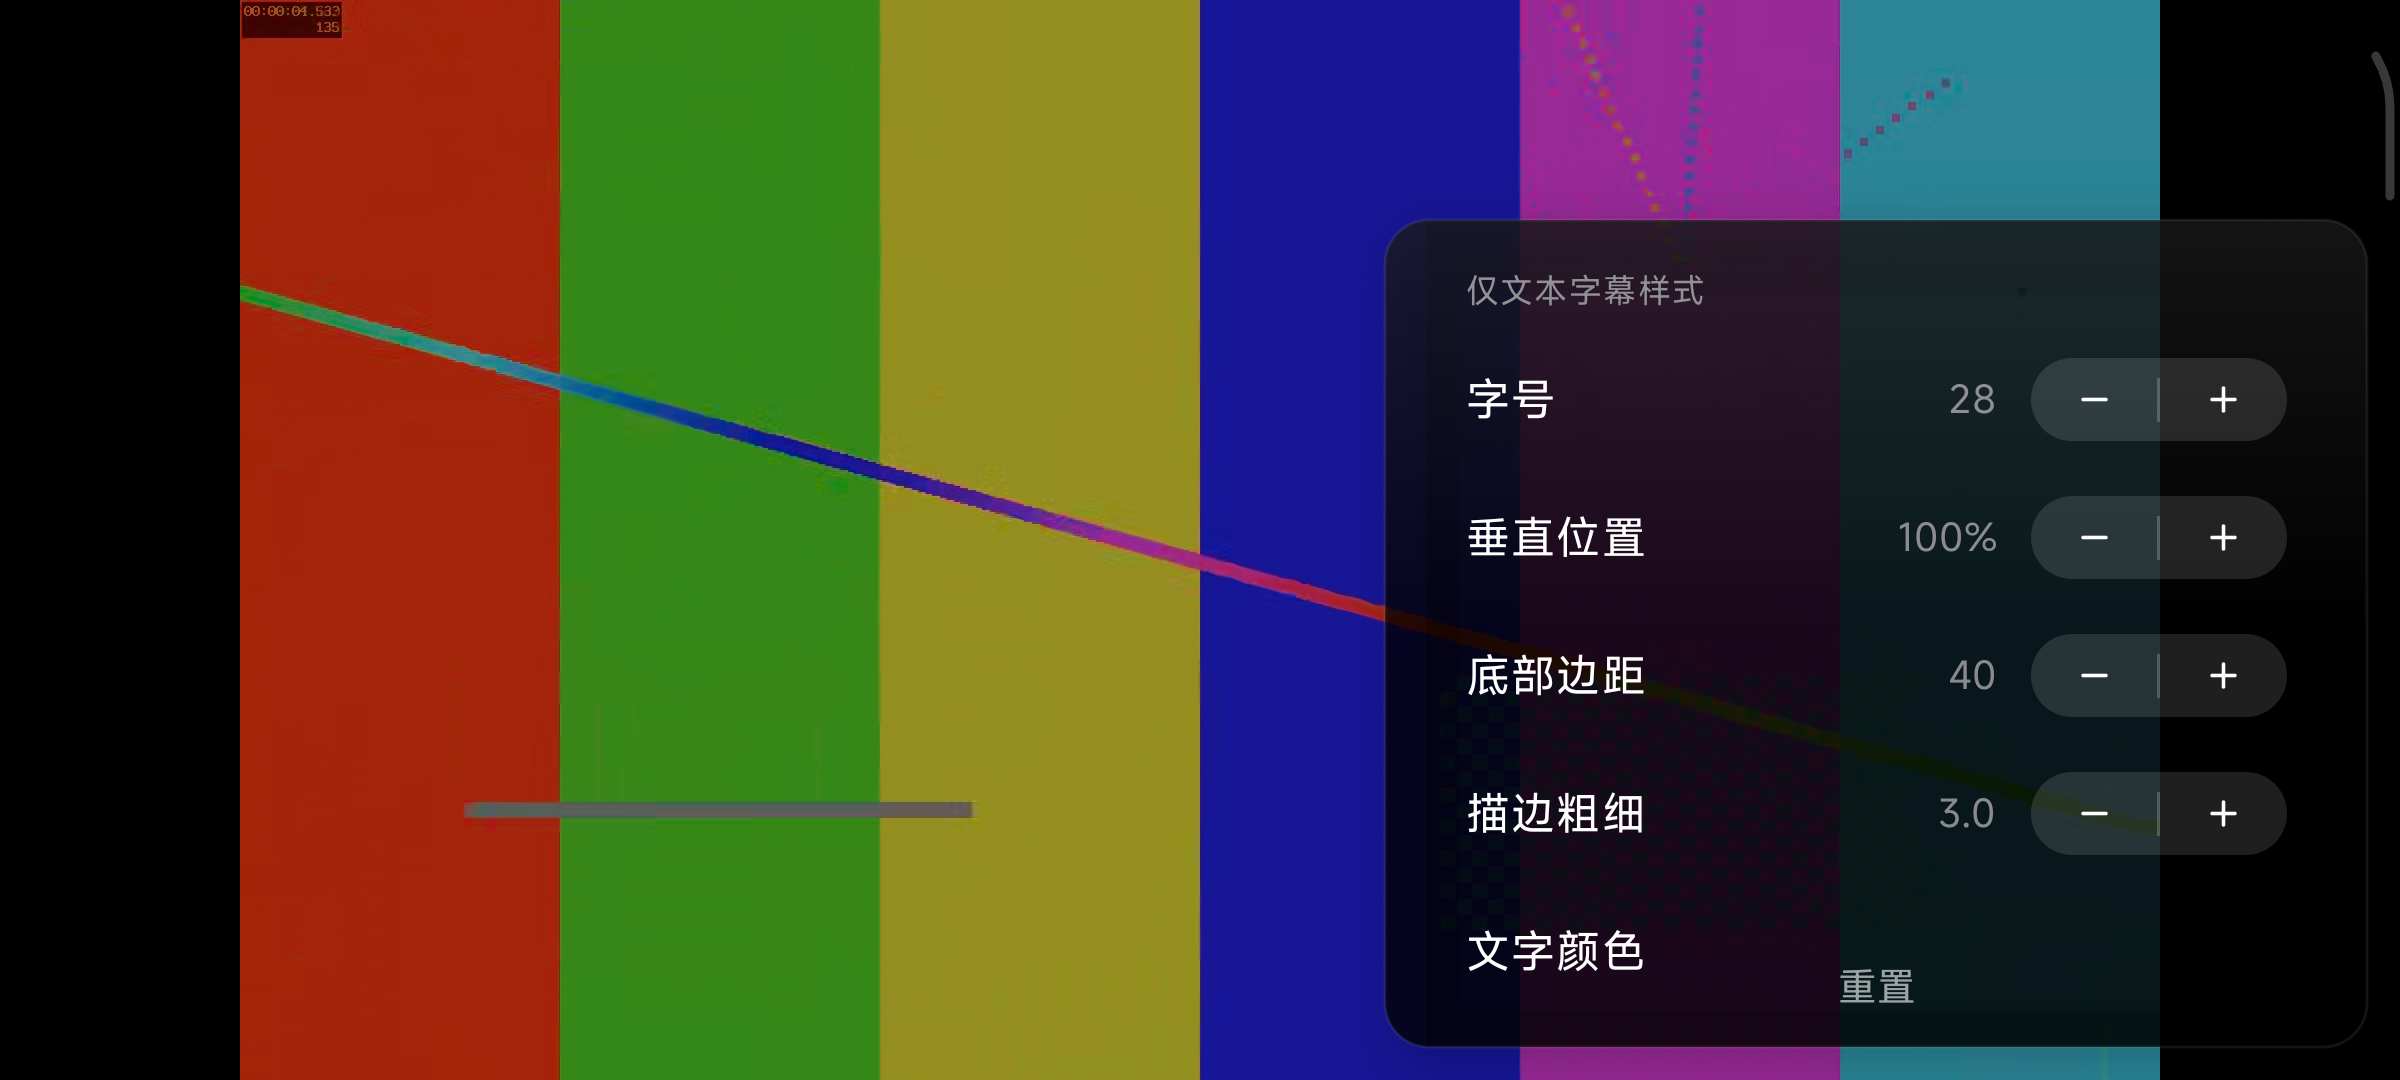 00:00:04.533
135
仅文本字幕样式
字号 28 − +
垂直位置 100% − +
底部边距 40 − +
描边粗细 3.0 − +
文字颜色
重置